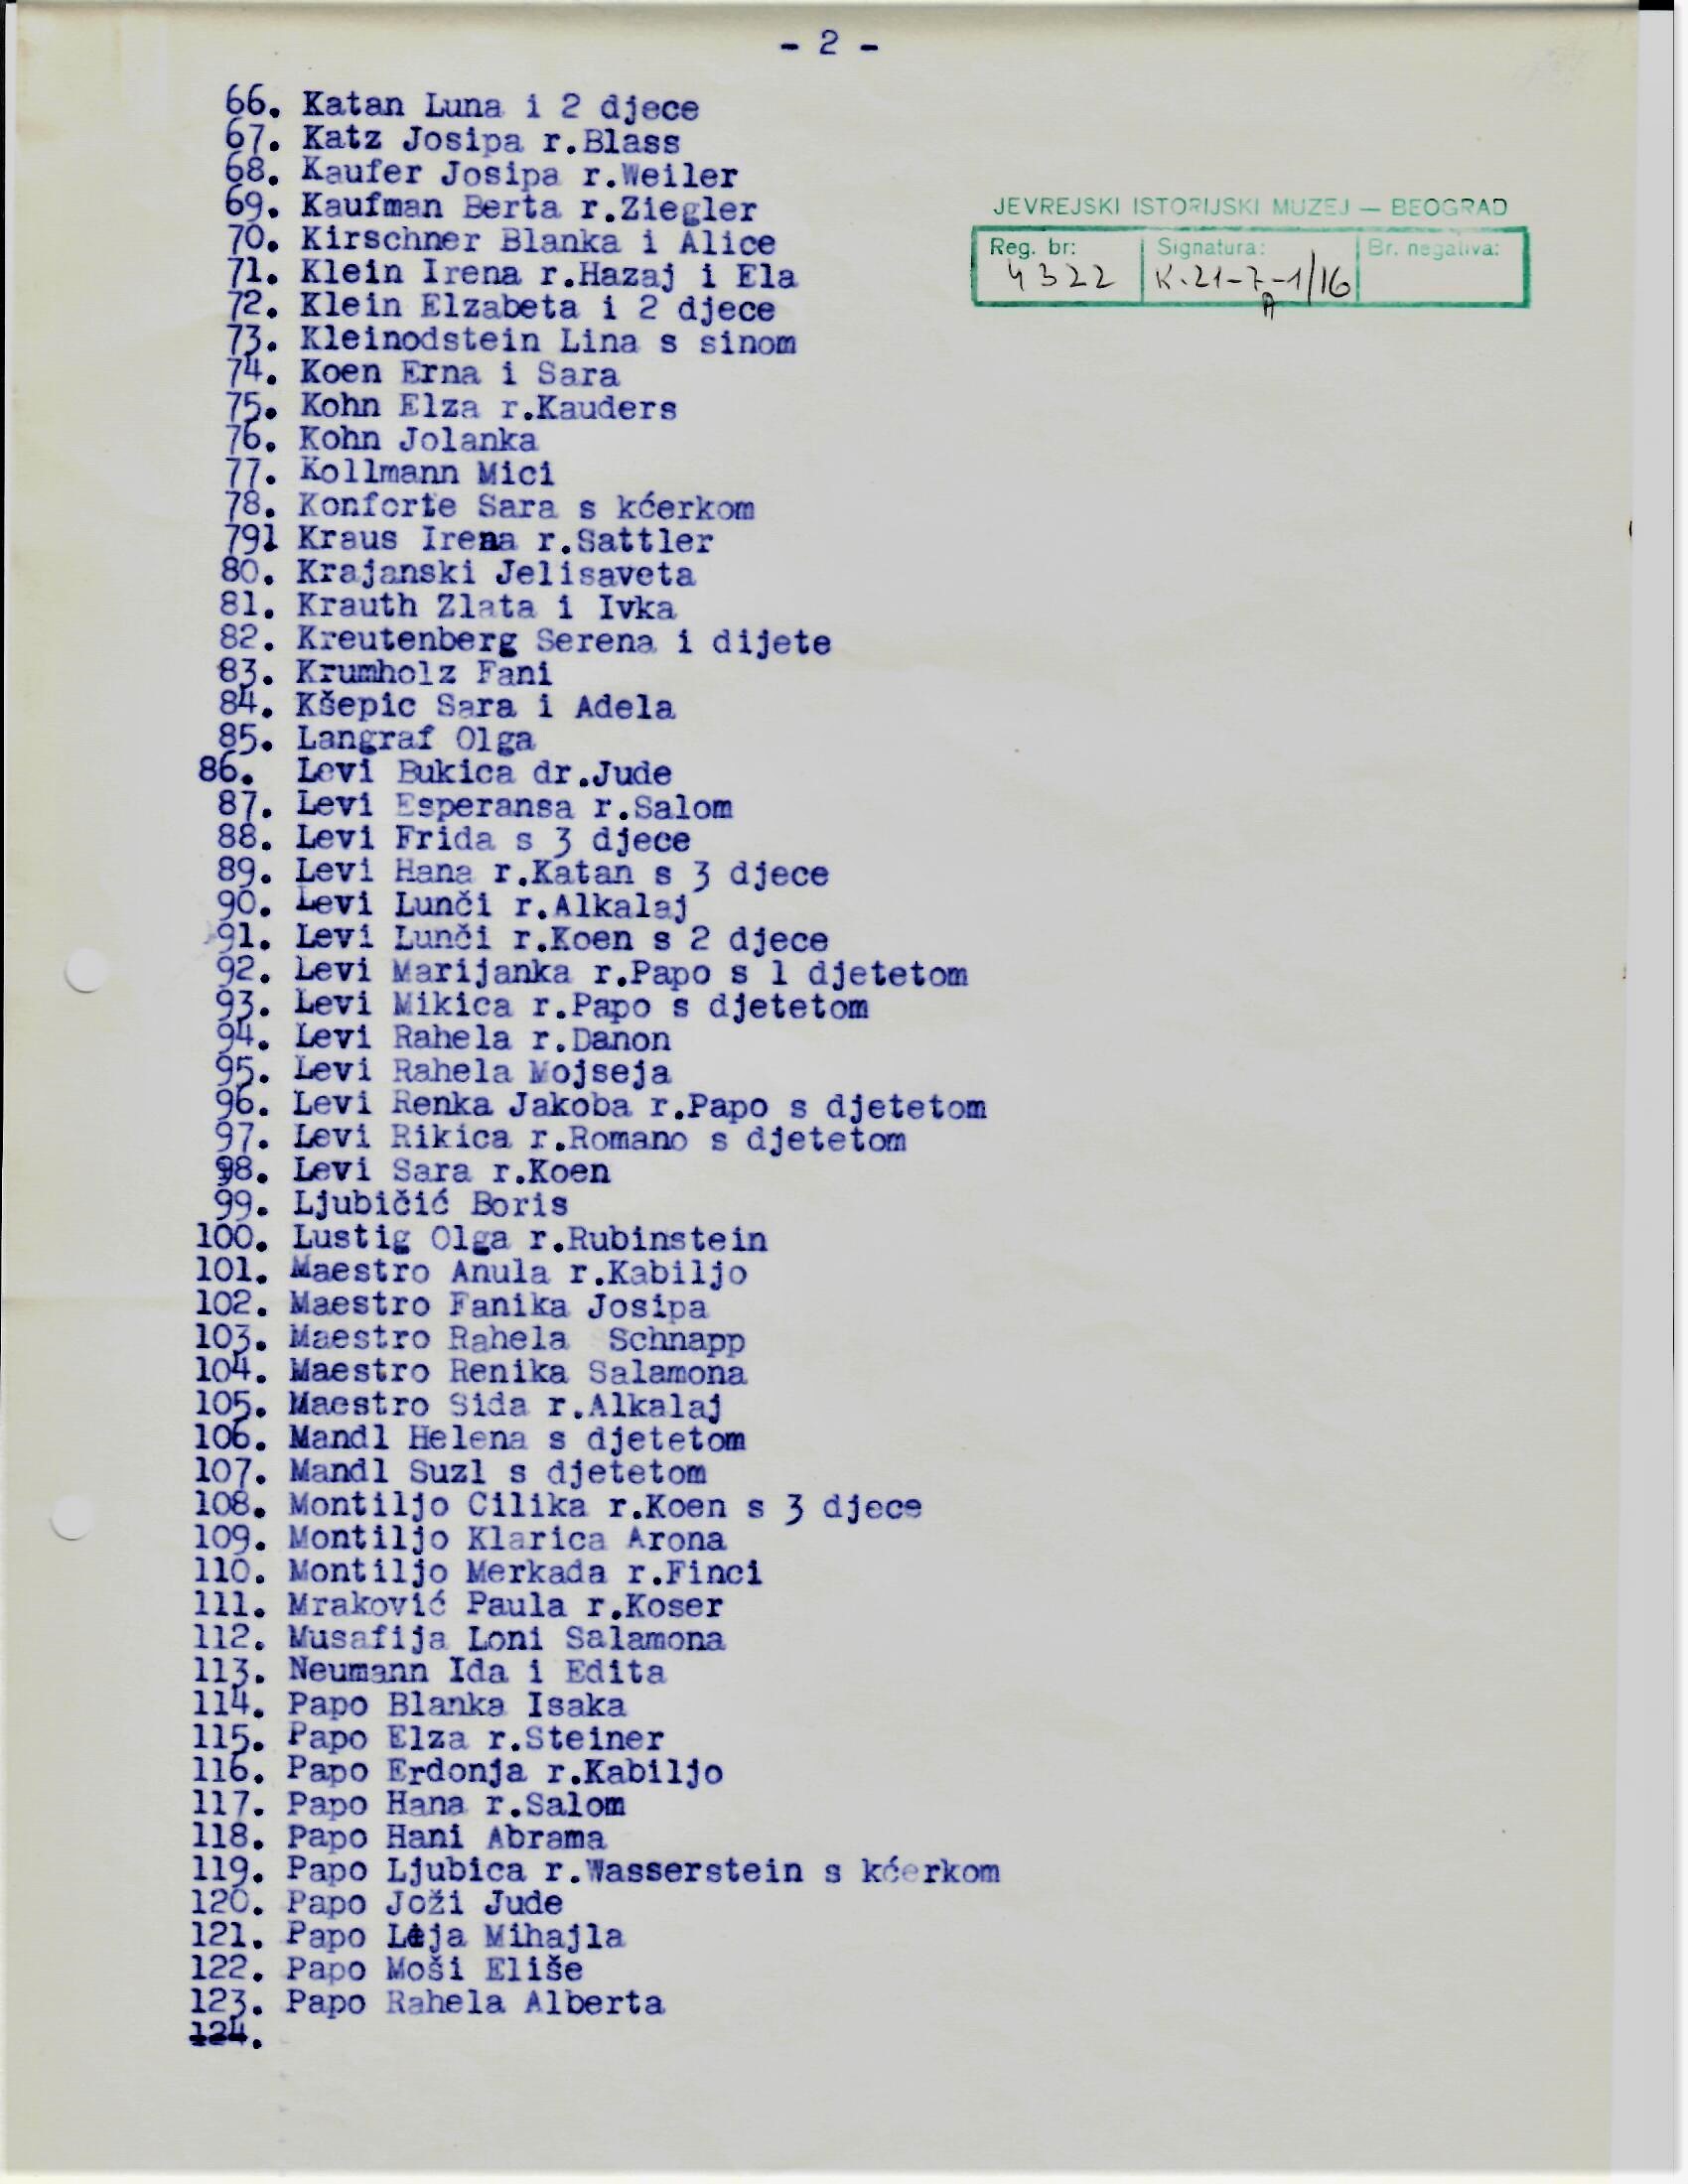 - 2 -
66. Katan Luna i 2 djece
67. Katz Josipa r.Blass
68. Kaufer Josipa r.Weiler
69. Kaufman Berta r.Ziegler
JEVREJSKI ISTORIJSKI MUZEJ — BEOGRAD
Reg. br: Signatura: Br. negativa:
4322 K.21-7-1/16
A
70. Kirschner Blanka i Alice
71. Klein Irena r.Hazaj i Ela
72. Klein Elzabeta i 2 djece
73. Kleinodstein Lina s sinom
74. Koen Erna i Sara
75. Kohn Elza r.Kauders
76. Kohn Jolanka
77. Kollmann Mici
78. Konforte Sara s kćerkom
791 Kraus Irena r.Sattler
80. Krajanski Jelisaveta
81. Krauth Zlata i Ivka
82. Kreutenberg Serena i dijete
83. Krumholz Fani
84. Kšepic Sara i Adela
85. Langraf Olga
86. Levi Bukica dr.Jude
87. Levi Esperansa r.Salom
88. Levi Frida s 3 djece
89. Levi Hana r.Katan s 3 djece
90. Levi Lunči r.Alkalaj
91. Levi Lunči r.Koen s 2 djece
92. Levi Marijanka r.Papo s 1 djetetom
93. Levi Mikica r.Papo s djetetom
94. Levi Rahela r.Danon
95. Levi Rahela Mojseja
96. Levi Renka Jakoba r.Papo s djetetom
97. Levi Rikica r.Romano s djetetom
98. Levi Sara r.Koen
99. Ljubičić Boris
100. Lustig Olga r.Rubinstein
101. Maestro Anula r.Kabiljo
102. Maestro Fanika Josipa
103. Maestro Rahela Schnapp
104. Maestro Renika Salamona
105. Maestro Sida r.Alkalaj
106. Mandl Helena s djetetom
107. Mandl Suzl s djetetom
108. Montiljo Cilika r.Koen s 3 djece
109. Montiljo Klarica Arona
110. Montiljo Merkada r.Finci
111. Mraković Paula r.Koser
112. Musafija Loni Salamona
113. Neumann Ida i Edita
114. Papo Blanka Isaka
115. Papo Elza r.Steiner
116. Papo Erdonja r.Kabiljo
117. Papo Hana r.Salom
118. Papo Hani Abrama
119. Papo Ljubica r.Wasserstein s kćerkom
120. Papo Joži Jude
121. Papo Mihajla
122. Papo Moši Eliše
123. Papo Rahela Alberta
124.